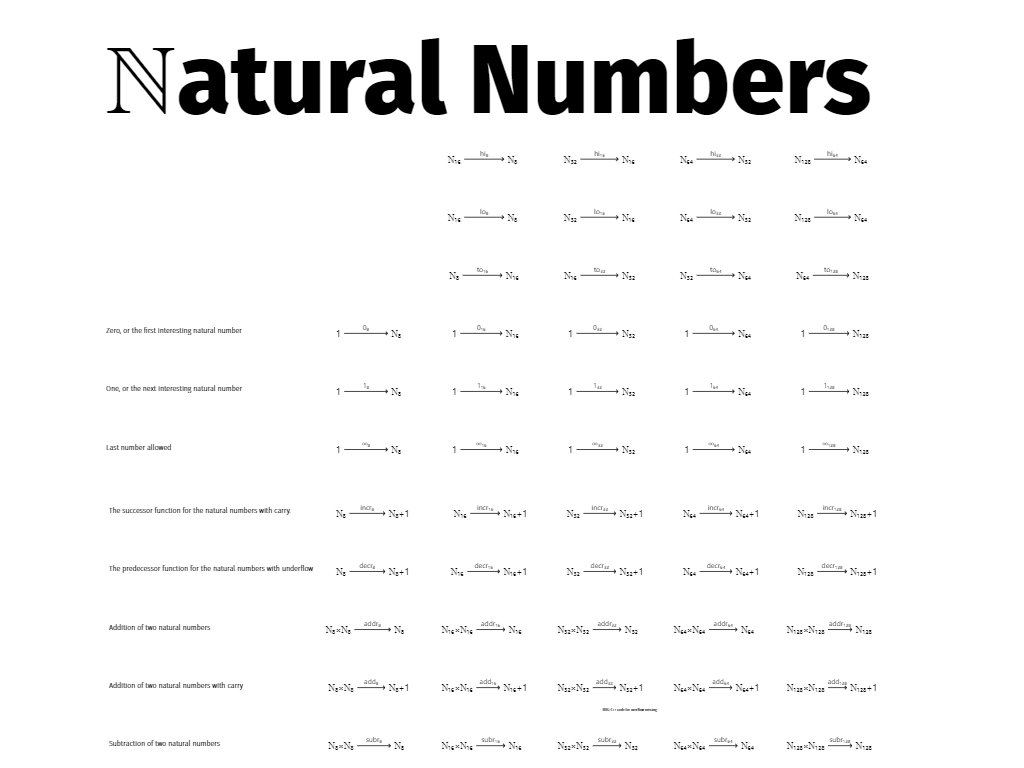 ℕatural Numbers
N₁₆ hi₈ → N₈ N₃₂ hi₁₆ → N₁₆ N₆₄ hi₃₂ → N₃₂ N₁₂₈ hi₆₄ → N₆₄
N₁₆ lo₈ → N₈ N₃₂ lo₁₆ → N₁₆ N₆₄ lo₃₂ → N₃₂ N₁₂₈ lo₆₄ → N₆₄
N₈ to₁₆ → N₁₆ N₁₆ to₃₂ → N₃₂ N₃₂ to₆₄ → N₆₄ N₆₄ to₁₂₈ → N₁₂₈
Zero, or the first interesting natural number 1 0₈ → N₈ 1 0₁₆ → N₁₆ 1 0₃₂ → N₃₂ 1 0₆₄ → N₆₄ 1 0₁₂₈ → N₁₂₈
One, or the next interesting natural number 1 1₈ → N₈ 1 1₁₆ → N₁₆ 1 1₃₂ → N₃₂ 1 1₆₄ → N₆₄ 1 1₁₂₈ → N₁₂₈
Last number allowed 1 ∞₈ → N₈ 1 ∞₁₆ → N₁₆ 1 ∞₃₂ → N₃₂ 1 ∞₆₄ → N₆₄ 1 ∞₁₂₈ → N₁₂₈
The successor function for the natural numbers with carry. N₈ incr₈ → N₈+1 N₁₆ incr₁₆ → N₁₆+1 N₃₂ incr₃₂ → N₃₂+1 N₆₄ incr₆₄ → N₆₄+1 N₁₂₈ incr₁₂₈ → N₁₂₈+1
The predecessor function for the natural numbers with underflow N₈ decr₈ → N₈+1 N₁₆ decr₁₆ → N₁₆+1 N₃₂ decr₃₂ → N₃₂+1 N₆₄ decr₆₄ → N₆₄+1 N₁₂₈ decr₁₂₈ → N₁₂₈+1
Addition of two natural numbers N₈×N₈ addr₈ → N₈ N₁₆×N₁₆ addr₁₆ → N₁₆ N₃₂×N₃₂ addr₃₂ → N₃₂ N₆₄×N₆₄ addr₆₄ → N₆₄ N₁₂₈×N₁₂₈ addr₁₂₈ → N₁₂₈
Addition of two natural numbers with carry N₈×N₈ add₈ → N₈+1 N₁₆×N₁₆ add₁₆ → N₁₆+1 N₃₂×N₃₂ add₃₂ → N₃₂+1 N₆₄×N₆₄ add₆₄ → N₆₄+1 N₁₂₈×N₁₂₈ add₁₂₈ → N₁₂₈+1
Subtraction of two natural numbers N₈×N₈ subr₈ → N₈ N₁₆×N₁₆ subr₁₆ → N₁₆ N₃₂×N₃₂ subr₃₂ → N₃₂ N₆₄×N₆₄ subr₆₄ → N₆₄ N₁₂₈×N₁₂₈ subr₁₂₈ → N₁₂₈